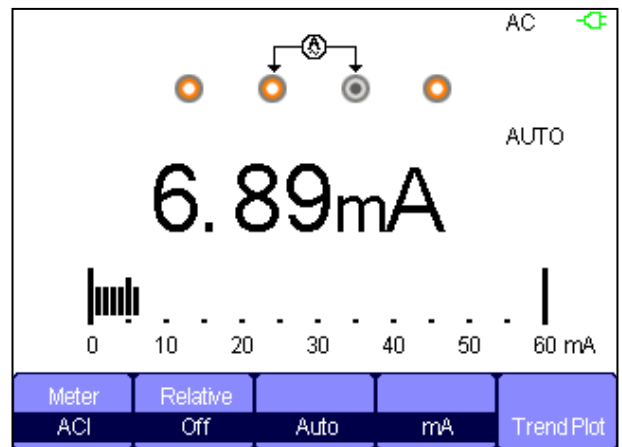 AC
AUTO
6.89mA
0 10 20 30 40 50 60 mA
Meter Relative
ACI Off Auto mA Trend Plot